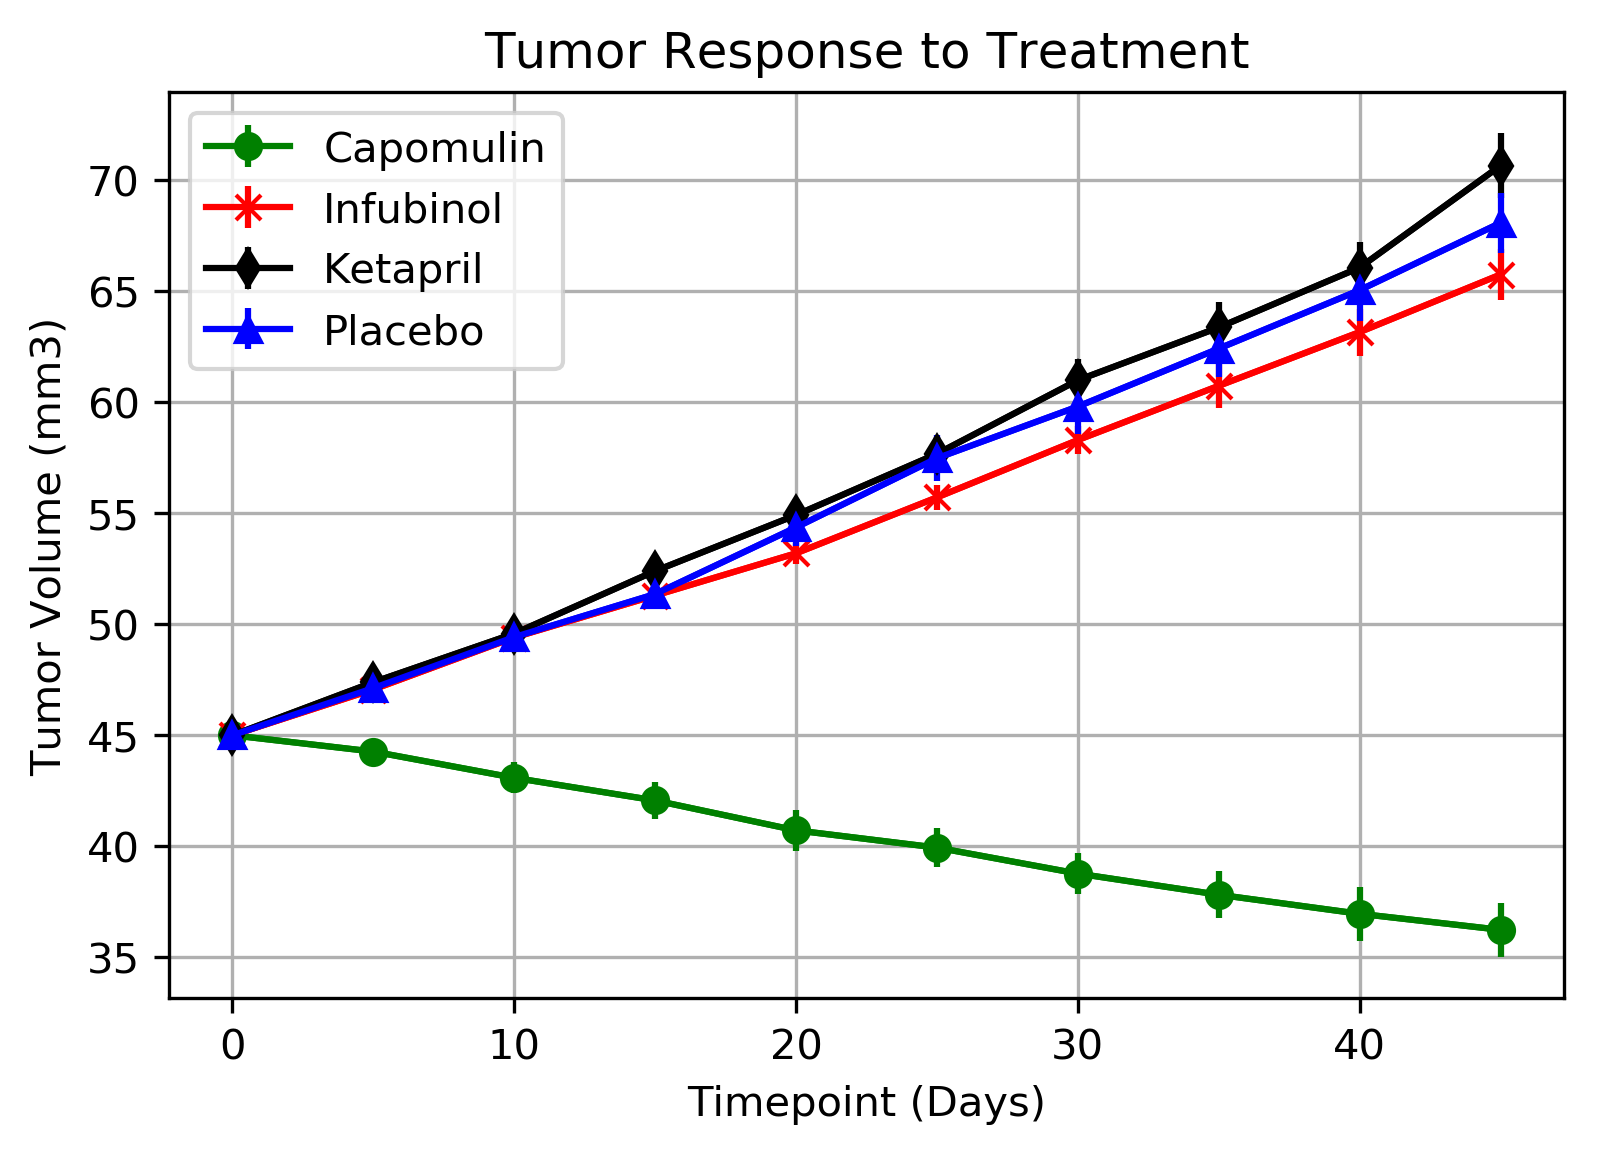 Tumor Response to Treatment
Capomulin
Infubinol
Ketapril
Placebo
Tumor Volume (mm3)
70
65
60
55
50
45
40
35
0 10 20 30 40
Timepoint (Days)